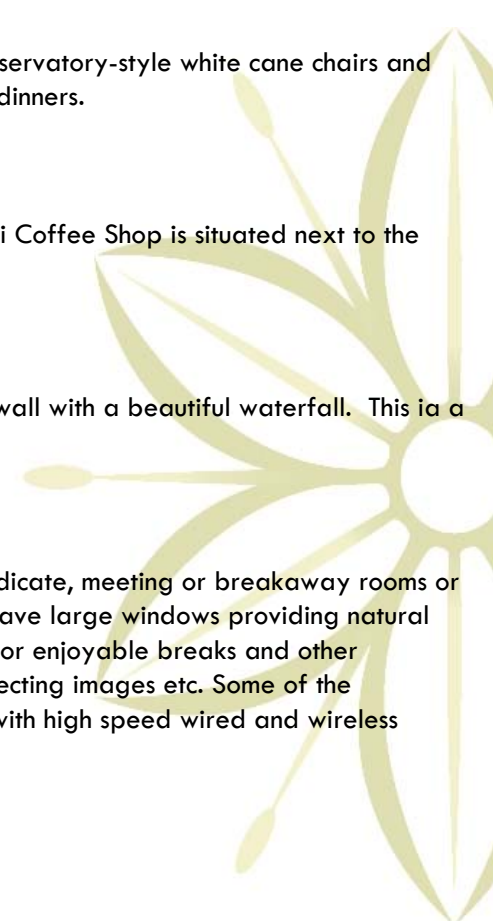 servatory-style white cane chairs and
dinners.
i Coffee Shop is situated next to the
wall with a beautiful waterfall.  This ia a
dicate, meeting or breakaway rooms or
ave large windows providing natural
or enjoyable breaks and other
ecting images etc. Some of the
with high speed wired and wireless